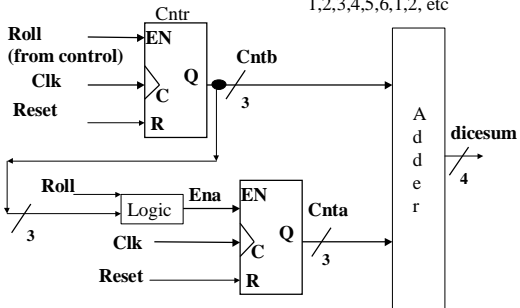 1,2,3,4,5,6,1,2, etc
Cntr
Roll
(from control)
EN
Clk
Q
Cntb
C
3
Reset
R
Adder
dicesum
4
Roll
Logic
Ena
EN
Cnta
3
Clk
C
Q
3
Reset
R